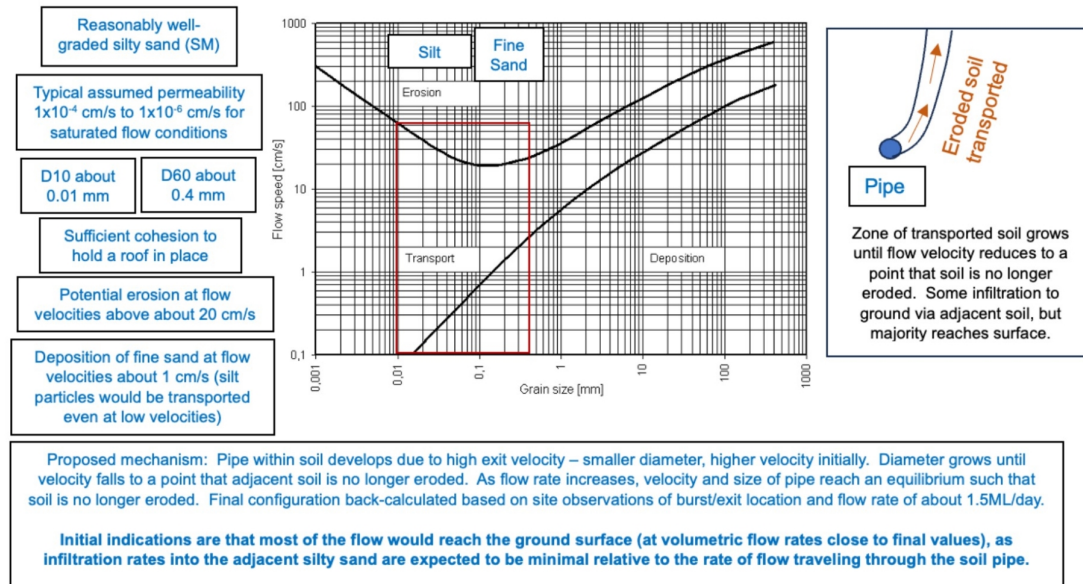 Reasonably well-
graded silty sand (SM)
Typical assumed permeability
1x10⁻⁴ cm/s to 1x10⁻⁶ cm/s for
saturated flow conditions
D10 about
0.01 mm
D60 about
0.4 mm
Sufficient cohesion to
hold a roof in place
Potential erosion at flow
velocities above about 20 cm/s
Deposition of fine sand at flow
velocities about 1 cm/s (silt
particles would be transported
even at low velocities)
1000
100
10
1
0,1
Flow speed [cm/s]
Silt
Fine
Sand
Erosion
Transport
Deposition
0,001
0,01
0,1
1
10
100
1000
Grain size [mm]
Eroded soil
transported
Pipe
Zone of transported soil grows
until flow velocity reduces to a
point that soil is no longer
eroded. Some infiltration to
ground via adjacent soil, but
majority reaches surface.
Proposed mechanism: Pipe within soil develops due to high exit velocity – smaller diameter, higher velocity initially. Diameter grows until
velocity falls to a point that adjacent soil is no longer eroded. As flow rate increases, velocity and size of pipe reach an equilibrium such that
soil is no longer eroded. Final configuration back-calculated based on site observations of burst/exit location and flow rate of about 1.5ML/day.
Initial indications are that most of the flow would reach the ground surface (at volumetric flow rates close to final values), as
infiltration rates into the adjacent silty sand are expected to be minimal relative to the rate of flow traveling through the soil pipe.